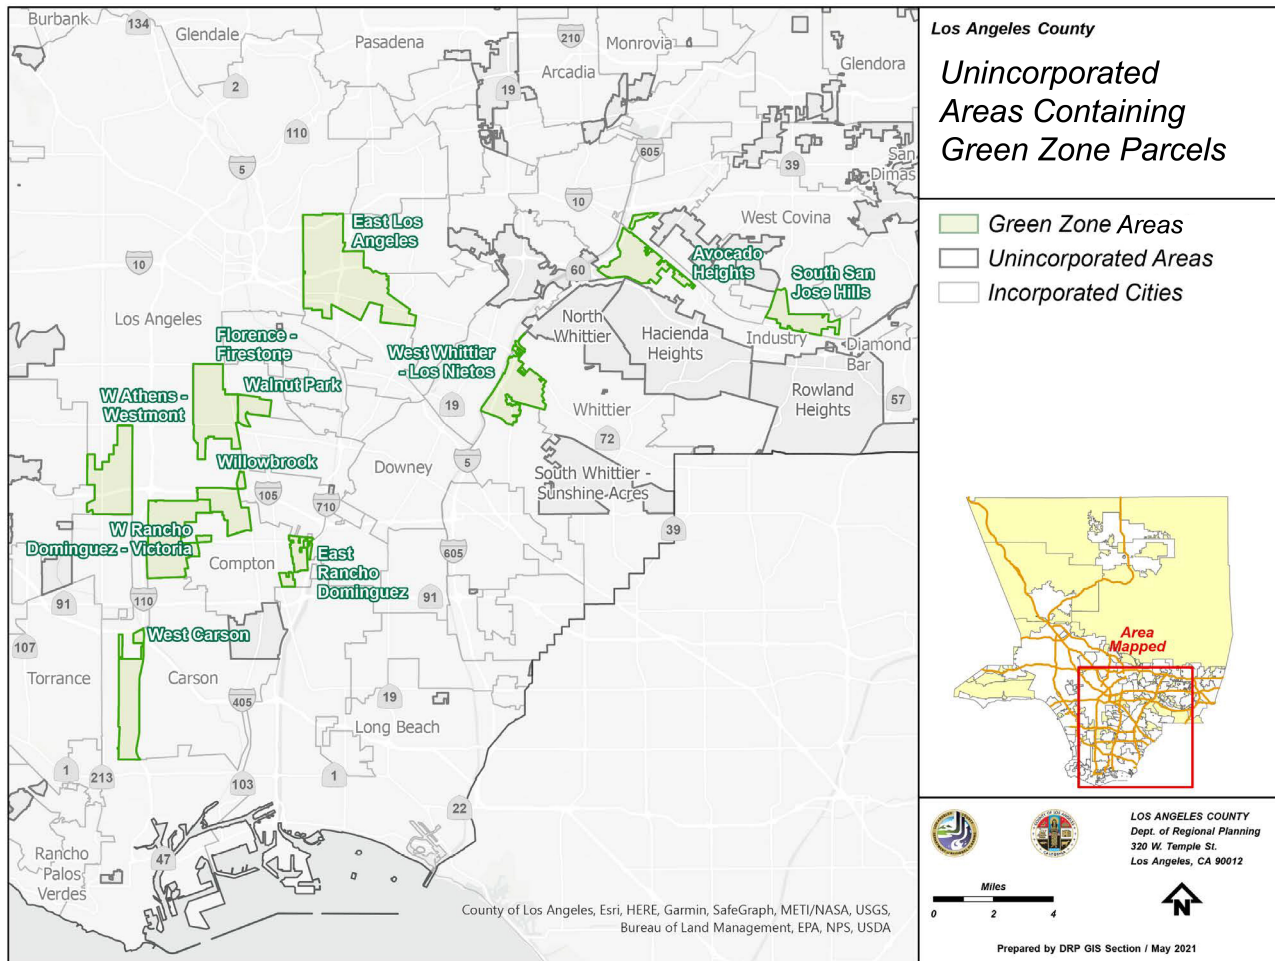 Los Angeles County
Unincorporated
Areas Containing
Green Zone Parcels
Green Zone Areas
Unincorporated Areas
Incorporated Cities
Burbank
134
Glendale
Pasadena
210
Monrovia
Arcadia
Glendora
2
19
110
5
605
39
San
Dimas
10
West Covina
East Los
Angeles
Avocado
Heights
60
South San
Jose Hills
10
Los Angeles
North
Whittier
Hacienda
Heights
Industry
Diamond
Bar
Florence -
Firestone
West Whittier
- Los Nietos
Walnut Park
W Athens -
Westmont
Rowland
Heights
57
19
Whittier
72
Willowbrook
Downey
5
South Whittier -
Sunshine-Acres
105
710
39
W Rancho
Dominguez - Victoria
Compton
605
East
Rancho
Dominguez
91
110
91
West Carson
107
Torrance
Carson
405
19
Long Beach
1
213
103
1
22
Rancho
Palos
Verdes
47
County of Los Angeles, Esri, HERE, Garmin, SafeGraph, METI/NASA, USGS,
Bureau of Land Management, EPA, NPS, USDA
Area
Mapped
LOS ANGELES COUNTY
Dept. of Regional Planning
320 W. Temple St.
Los Angeles, CA 90012
Miles
0 2 4
N
Prepared by DRP GIS Section / May 2021